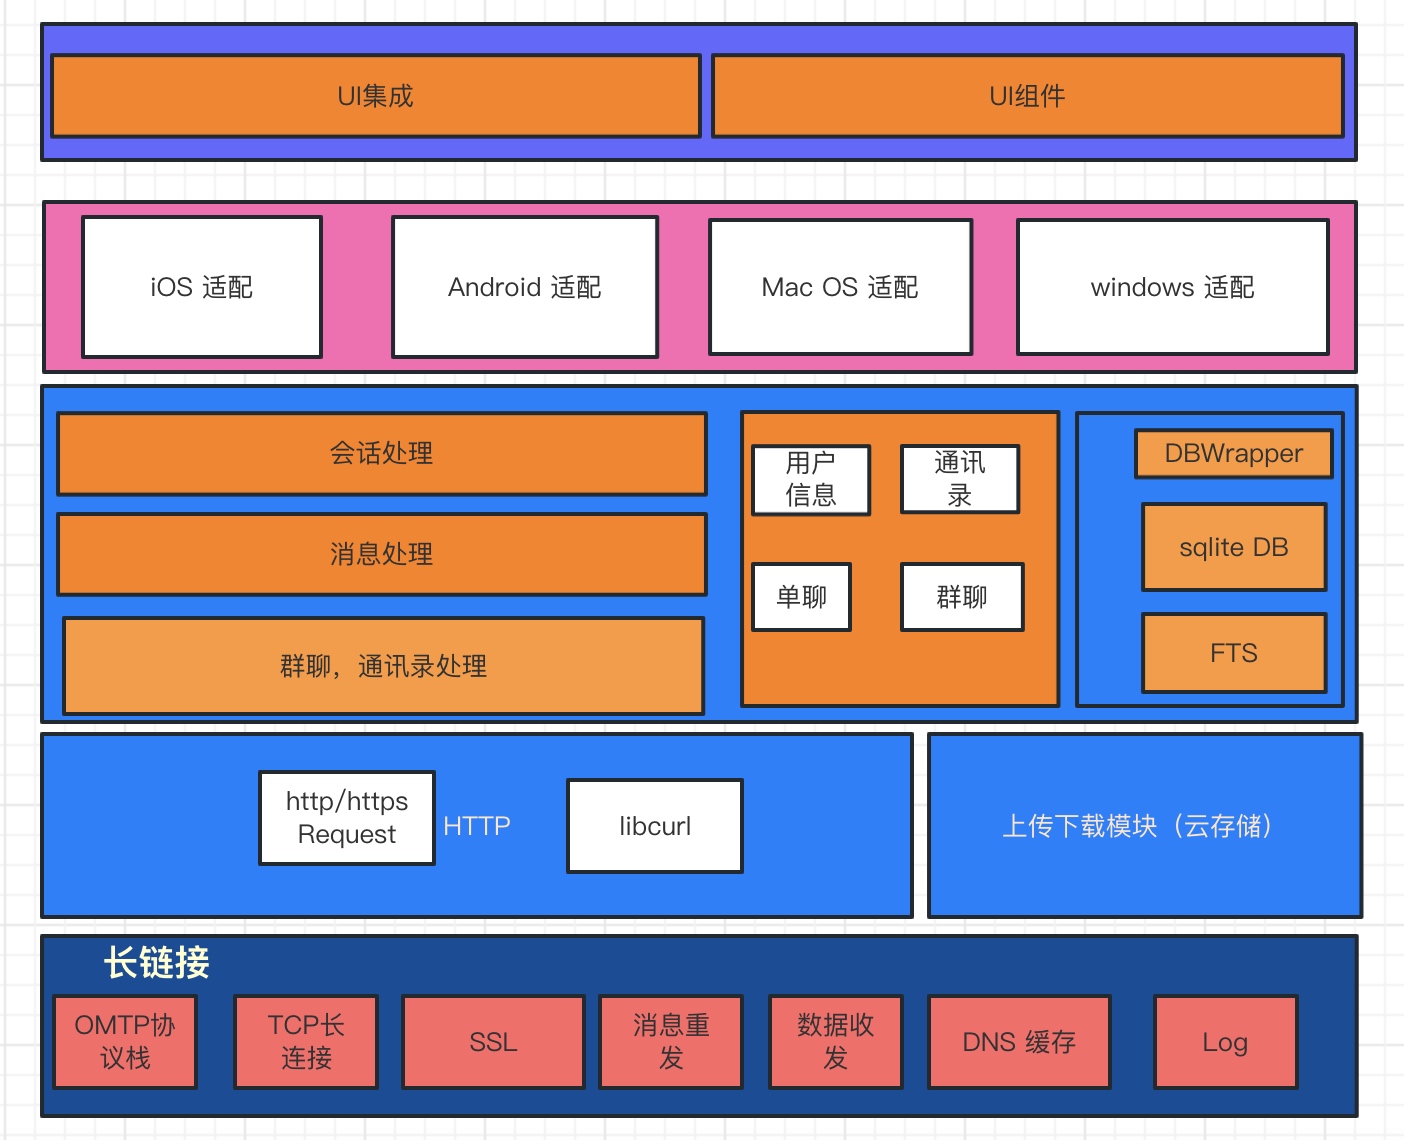 UI集成
UI组件
iOS 适配
Android 适配
Mac OS 适配
windows 适配
会话处理
消息处理
群聊，通讯录处理
用户
信息
通讯
录
单聊
群聊
DBWrapper
sqlite DB
FTS
http/https
Request
HTTP
libcurl
上传下载模块（云存储）
长链接
OMTP协
议栈
TCP长
连接
SSL
消息重
发
数据收
发
DNS 缓存
Log